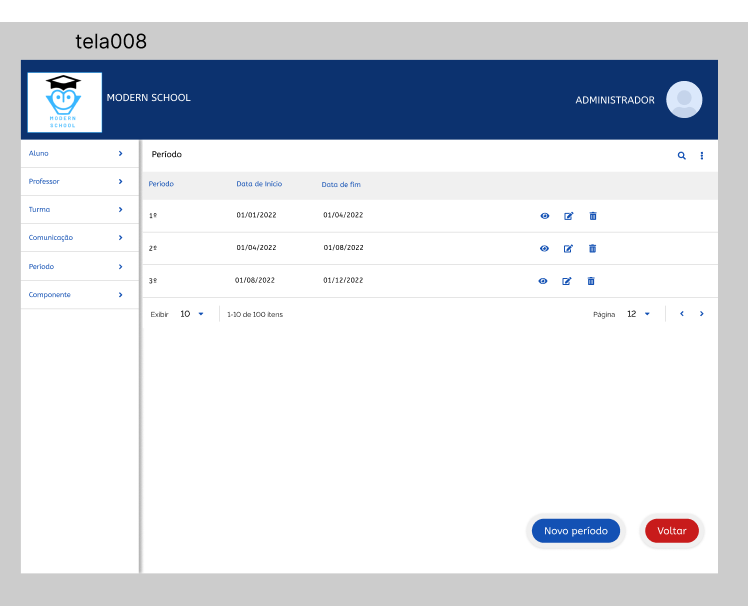 tela008
MODERN SCHOOL
MODERN SCHOOL
ADMINISTRADOR
Aluno
Professor
Turma
Comunicação
Período
Componente
Período
Período Data de Início Data de fim
1º 01/01/2022 01/04/2022
2º 01/04/2022 01/08/2022
3º 01/08/2022 01/12/2022
Exibir 10 1-10 de 100 itens Página 12
Novo período Voltar